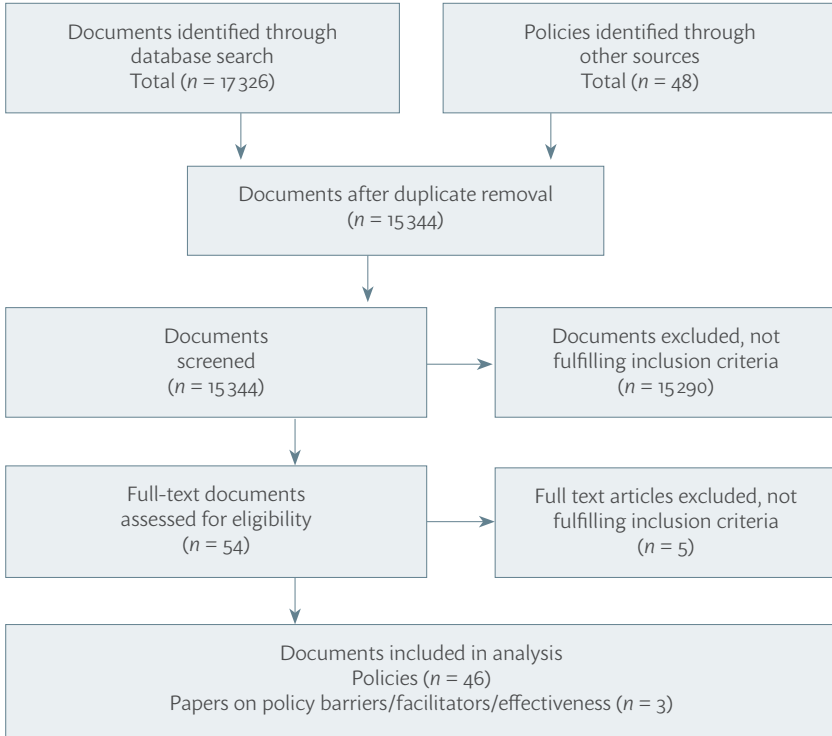 Documents identified through
database search
Total (n = 17 326)
Policies identified through
other sources
Total (n = 48)
Documents after duplicate removal
(n = 15 344)
Documents
screened
(n = 15 344)
Documents excluded, not
fulfilling inclusion criteria
(n = 15 290)
Full-text documents
assessed for eligibility
(n = 54)
Full text articles excluded, not
fulfilling inclusion criteria
(n = 5)
Documents included in analysis
Policies (n = 46)
Papers on policy barriers/facilitators/effectiveness (n = 3)